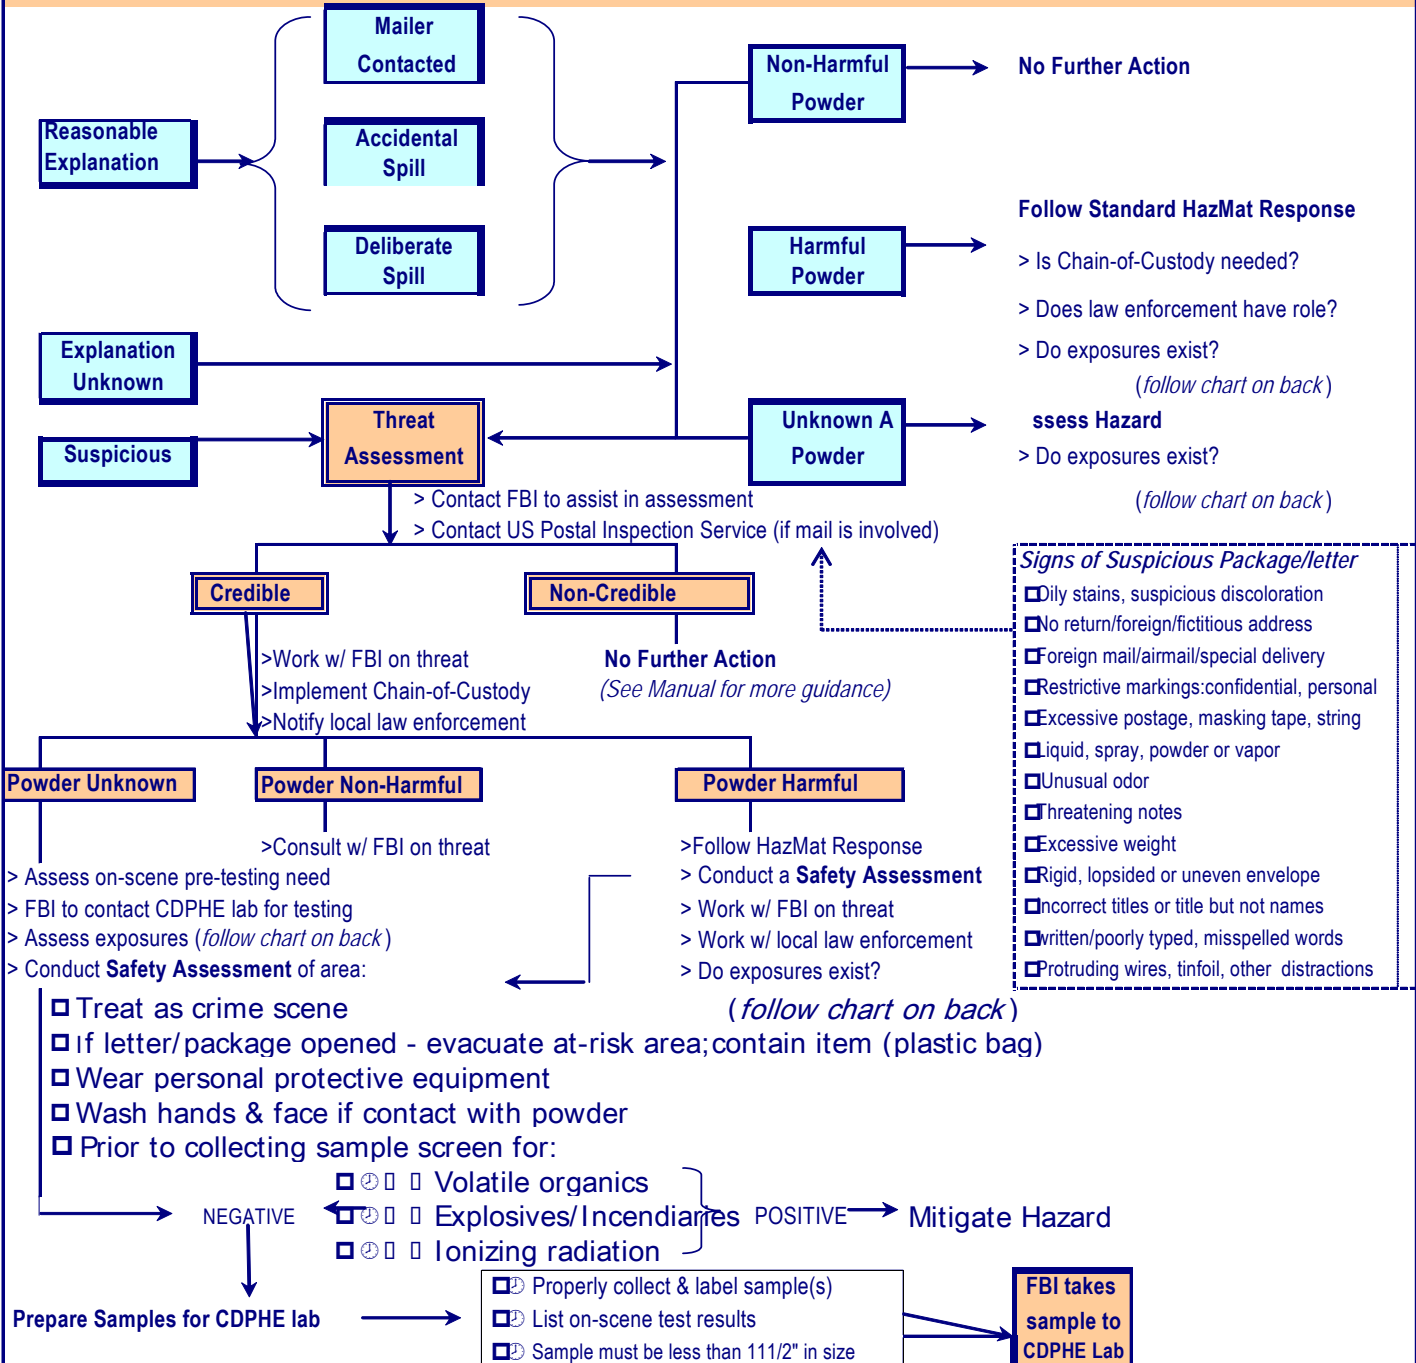 Mailer
Contacted
Non-Harmful
Powder
No Further Action
Reasonable
Explanation
Accidental
Spill
Follow Standard HazMat Response
Deliberate
Spill
Harmful
Powder
> Is Chain-of-Custody needed?
> Does law enforcement have role?
> Do exposures exist?
(follow chart on back)
Explanation
Unknown
Threat
Assessment
Unknown A
Powder
ssess Hazard
> Do exposures exist?
(follow chart on back)
Suspicious
> Contact FBI to assist in assessment
> Contact US Postal Inspection Service (if mail is involved)
Signs of Suspicious Package/letter
Oily stains, suspicious discoloration
No return/foreign/fictitious address
Foreign mail/airmail/special delivery
Restrictive markings:confidential, personal
Excessive postage, masking tape, string
Liquid, spray, powder or vapor
Unusual odor
Threatening notes
Excessive weight
Rigid, lopsided or uneven envelope
Incorrect titles or title but not names
written/poorly typed, misspelled words
Protruding wires, tinfoil, other distractions
Credible
Non-Credible
>Work w/ FBI on threat
>Implement Chain-of-Custody
>Notify local law enforcement
No Further Action
(See Manual for more guidance)
Powder Unknown
Powder Non-Harmful
Powder Harmful
>Consult w/ FBI on threat
>Follow HazMat Response
> Conduct a Safety Assessment
> Work w/ FBI on threat
> Work w/ local law enforcement
> Do exposures exist?
(follow chart on back)
> Assess on-scene pre-testing need
> FBI to contact CDPHE lab for testing
> Assess exposures (follow chart on back)
> Conduct Safety Assessment of area:
Treat as crime scene
If letter/package opened - evacuate at-risk area;contain item (plastic bag)
Wear personal protective equipment
Wash hands & face if contact with powder
Prior to collecting sample screen for:
Volatile organics
Explosives/Incendiaries
Ionizing radiation
NEGATIVE
POSITIVE
Mitigate Hazard
Prepare Samples for CDPHE lab
Properly collect & label sample(s)
List on-scene test results
Sample must be less than 111/2" in size
FBI takes
sample to
CDPHE Lab